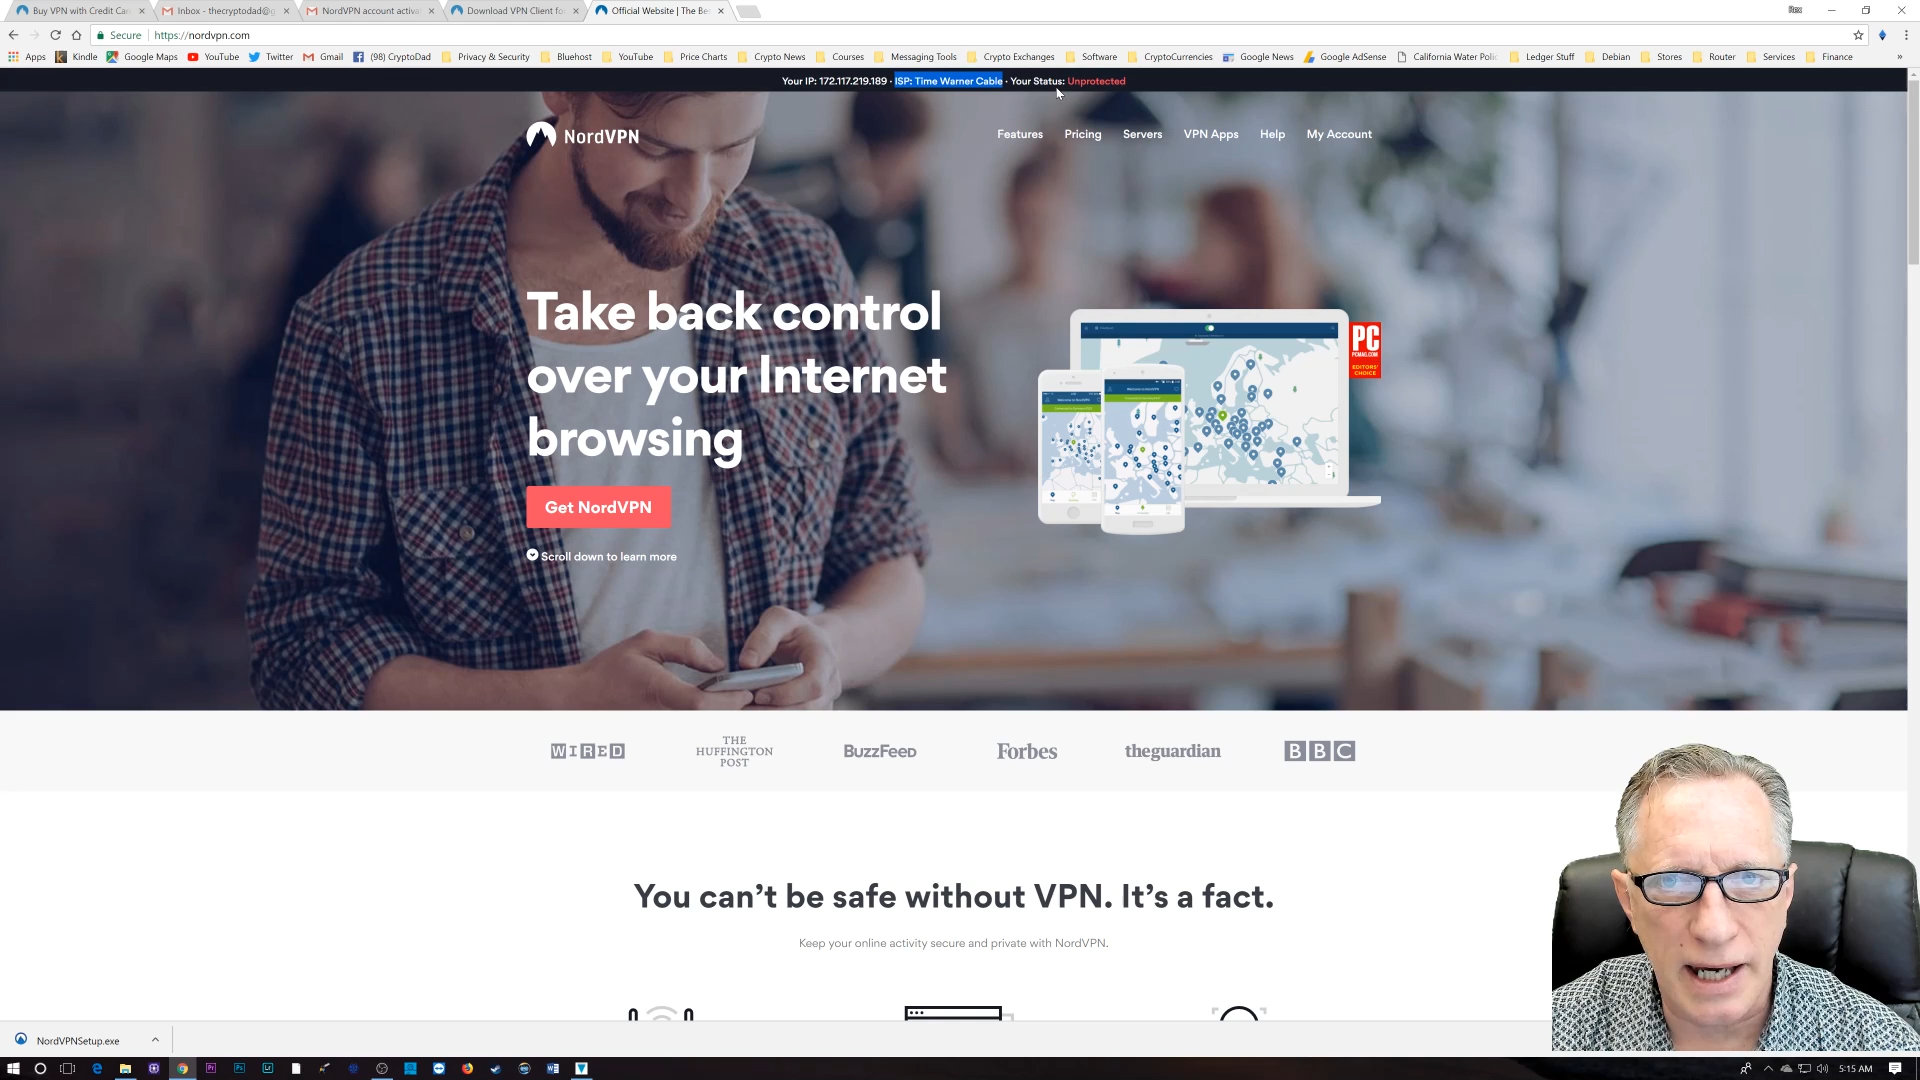 Buy VPN with Credit Car
Inbox - thecryptodad@g
NordVPN account activa
Download VPN Client fo
Official Website | The Be
Secure
https://nordvpn.com
Apps
Kindle
Google Maps
YouTube
Twitter
Gmail
(98) CryptoDad
Privacy & Security
Bluehost
YouTube
Price Charts
Crypto News
Courses
Messaging Tools
Crypto Exchanges
Software
CryptoCurrencies
Google News
Google AdSense
California Water Polic
Ledger Stuff
Debian
Stores
Router
Services
Finance
Your IP: 172.117.219.189 · ISP: Time Warner Cable · Your Status: Unprotected
NordVPN
Features
Pricing
Servers
VPN Apps
Help
My Account
Take back control
over your Internet
browsing
PC
PCMAG.COM
EDITORS'
CHOICE
Get NordVPN
Scroll down to learn more
WIRED
THE
HUFFINGTON
POST
BuzzFeed
Forbes
theguardian
BBC
You can't be safe without VPN. It's a fact.
Keep your online activity secure and private with NordVPN.
NordVPNSetup.exe
5:15 AM